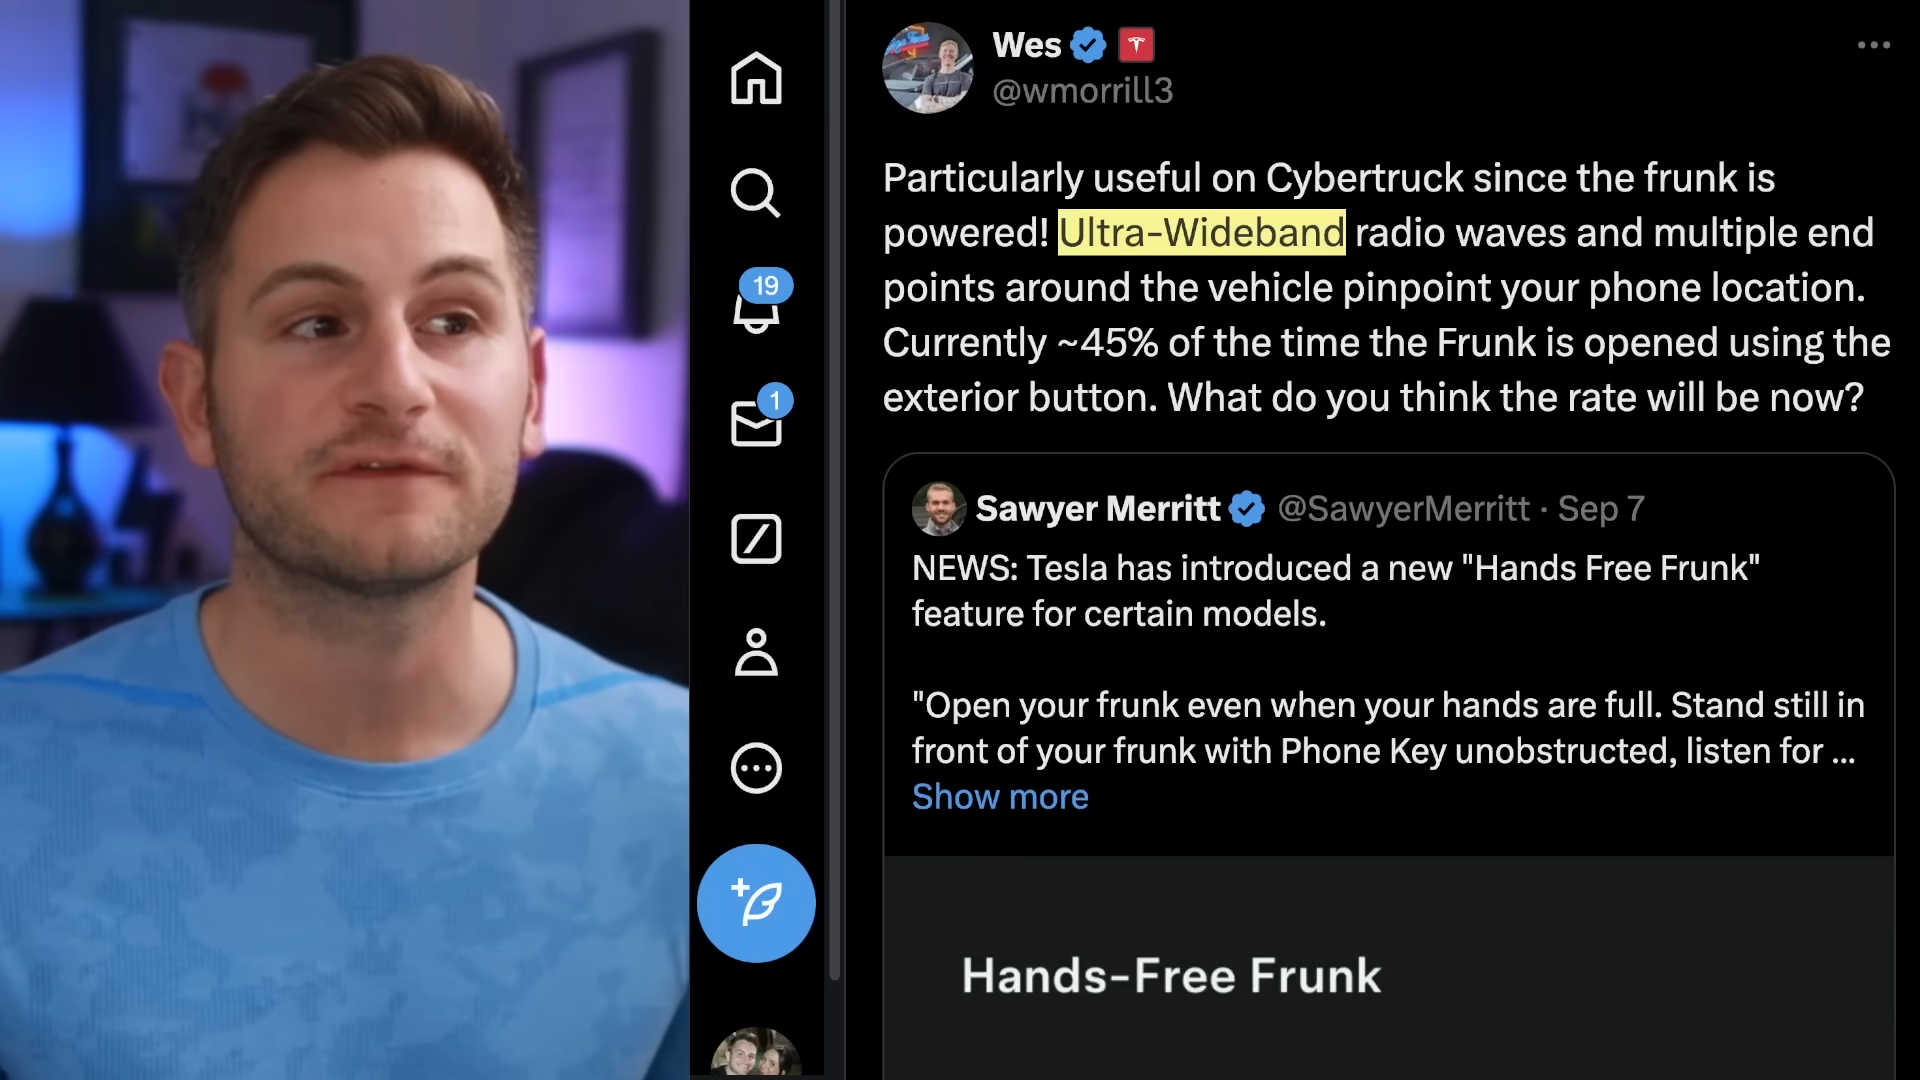 Wes
@wmorrill3
Particularly useful on Cybertruck since the frunk is
powered! Ultra-Wideband radio waves and multiple end
points around the vehicle pinpoint your phone location.
Currently ~45% of the time the Frunk is opened using the
exterior button. What do you think the rate will be now?
19
1
Sawyer Merritt @SawyerMerritt · Sep 7
NEWS: Tesla has introduced a new "Hands Free Frunk"
feature for certain models.
"Open your frunk even when your hands are full. Stand still in
front of your frunk with Phone Key unobstructed, listen for ...
Show more
Hands-Free Frunk